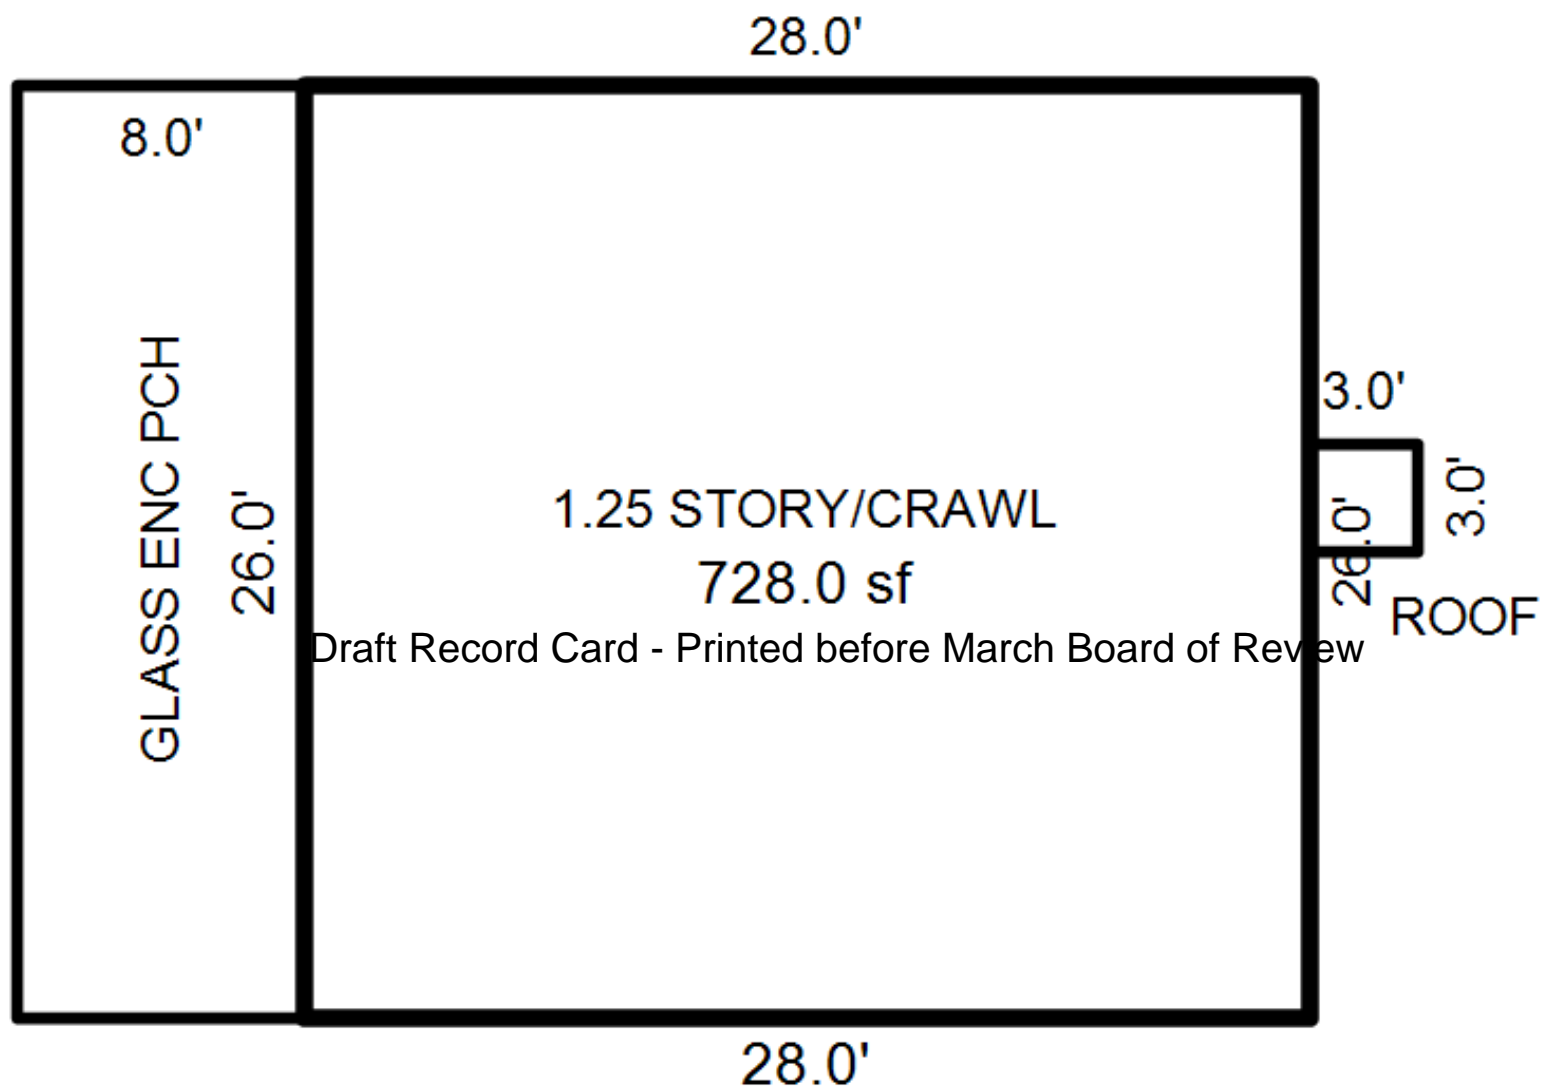 28.0'
8.0'
GLASS ENC PCH
26.0'
1.25 STORY/CRAWL
728.0 sf
3.0'
3.0'
26.0'
ROOF
Draft Record Card - Printed before March Board of Review
28.0'